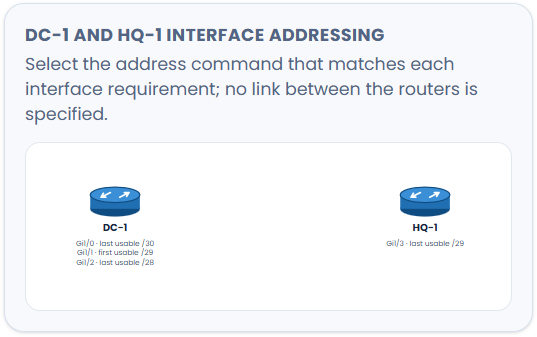 DC-1 AND HQ-1 INTERFACE ADDRESSING
Select the address command that matches each
interface requirement; no link between the routers is
specified.
DC-1
Gi1/0 · last usable /30
Gi1/1 · first usable /29
Gi1/2 · last usable /28
HQ-1
Gi1/3 · last usable /29